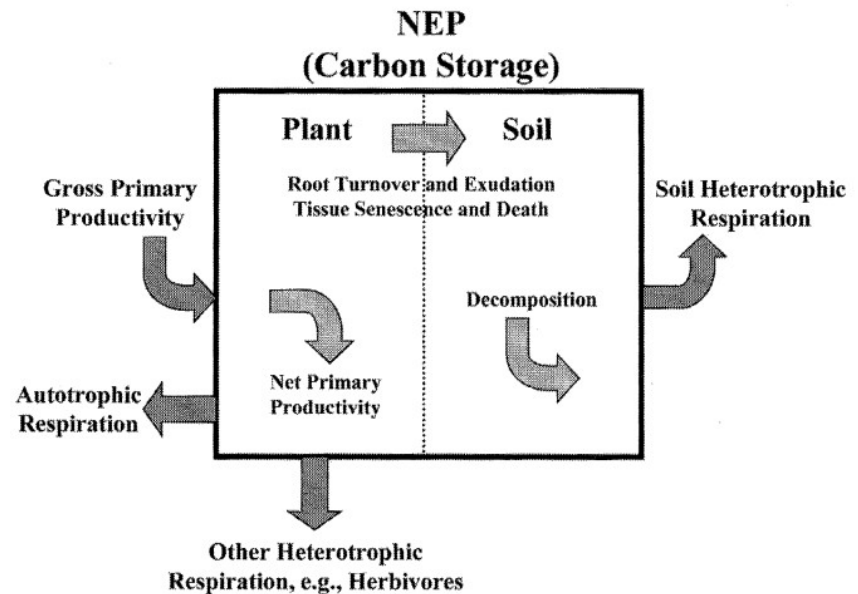 NEP
(Carbon Storage)
Plant
Soil
Root Turnover and Exudation
Tissue Senescence and Death
Gross Primary
Productivity
Soil Heterotrophic
Respiration
Decomposition
Net Primary
Productivity
Autotrophic
Respiration
Other Heterotrophic
Respiration, e.g., Herbivores